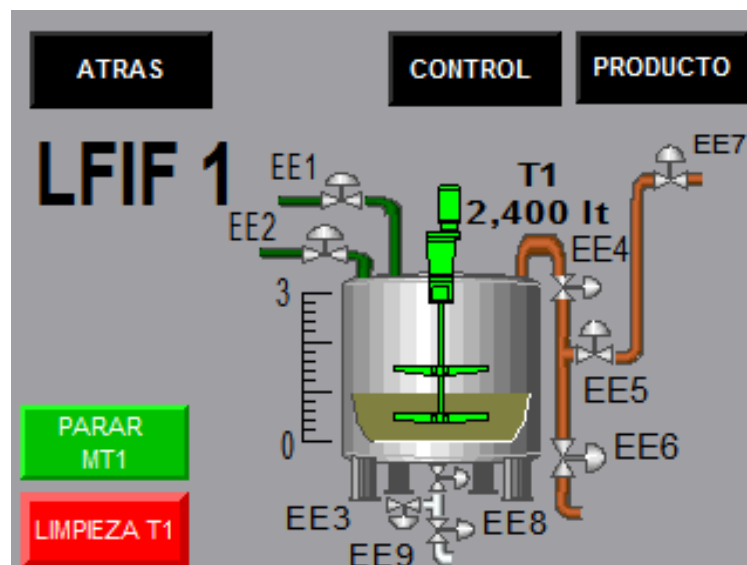 ATRAS
CONTROL
PRODUCTO
LFIF 1
EE1
T1
EE7
2,400 lt
EE2
EE4
3
EE5
PARAR
MT1
0
EE6
LIMPIEZA T1
EE3
EE8
EE9